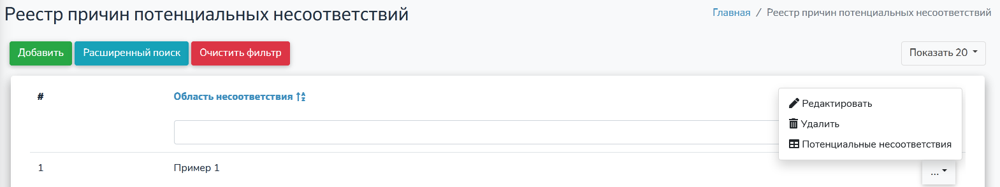 Реестр причин потенциальных несоответствий
Главная / Реестр причин потенциальных несоответствий
Добавить Расширенный поиск Очистить фильтр
Показать 20
# Область несоответствия
Редактировать
Удалить
Потенциальные несоответствия
1 Пример 1
...